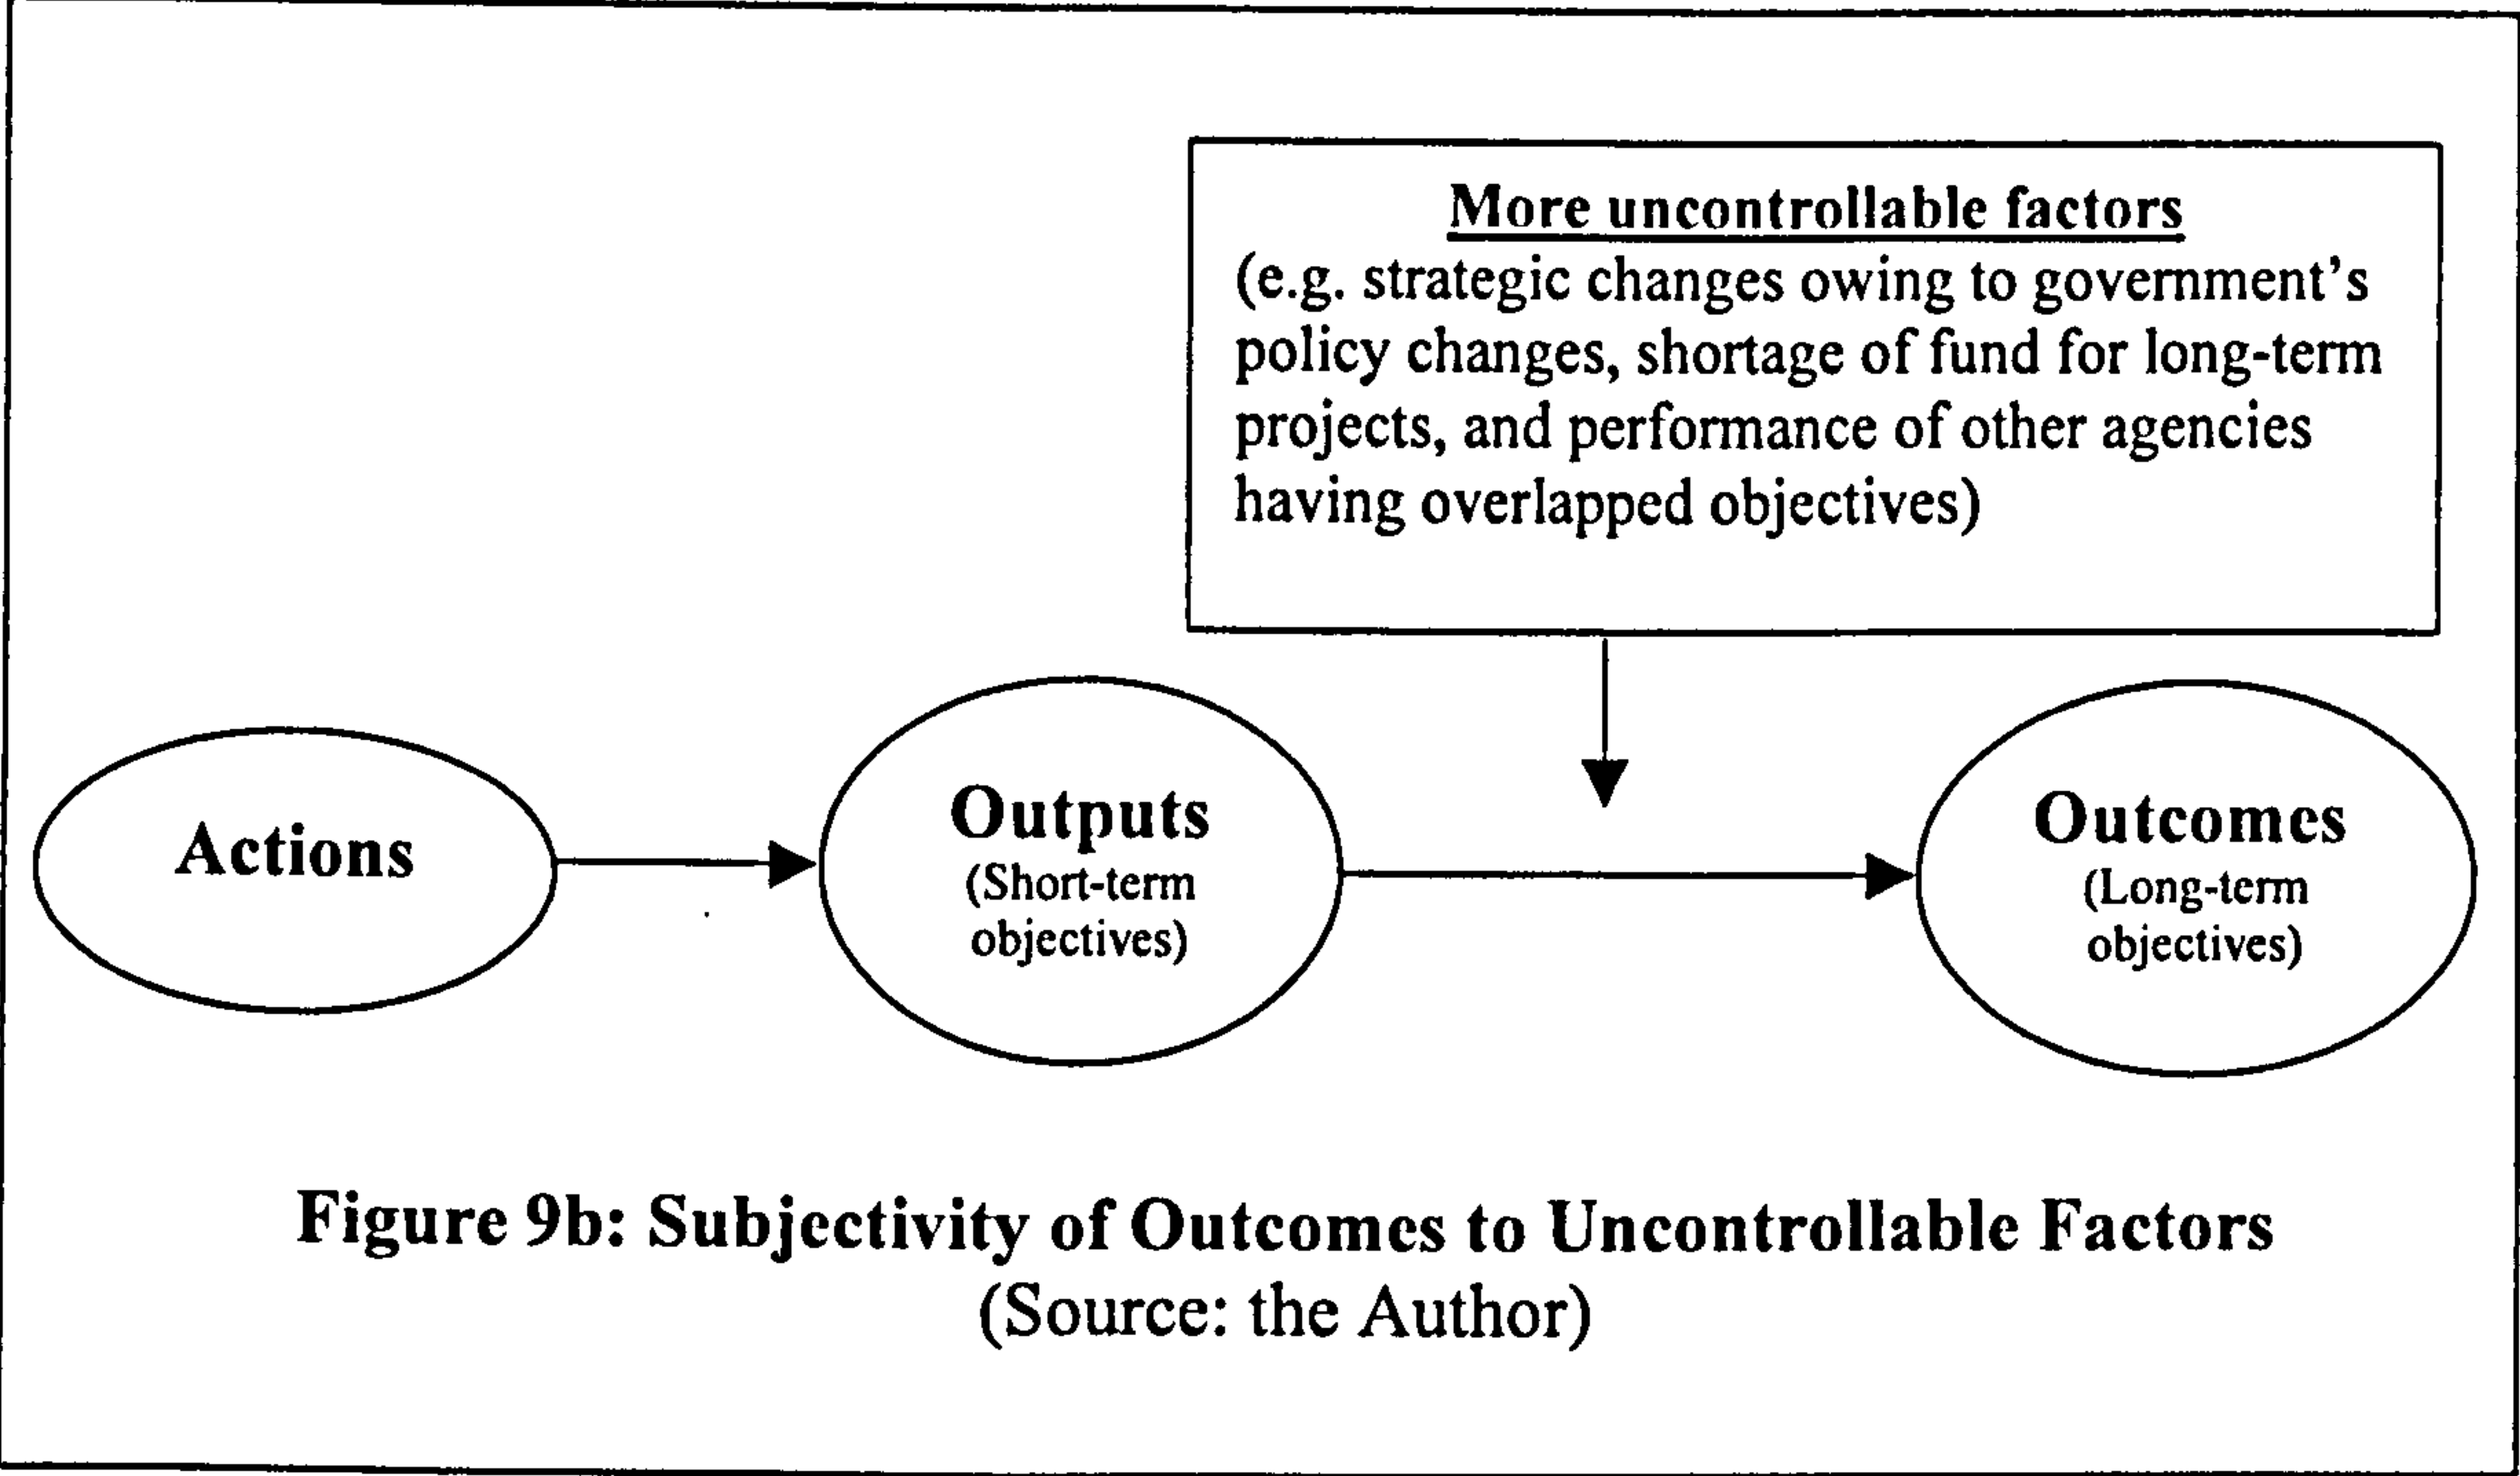 More uncontrollable factors
(e.g. strategic changes owing to government's
policy changes, shortage of fund for long-term
projects, and performance of other agencies
having overlapped objectives)
Actions
Outputs
(Short-term
objectives)
Outcomes
(Long-term
objectives)
Figure 9b: Subjectivity of Outcomes to Uncontrollable Factors
(Source: the Author)